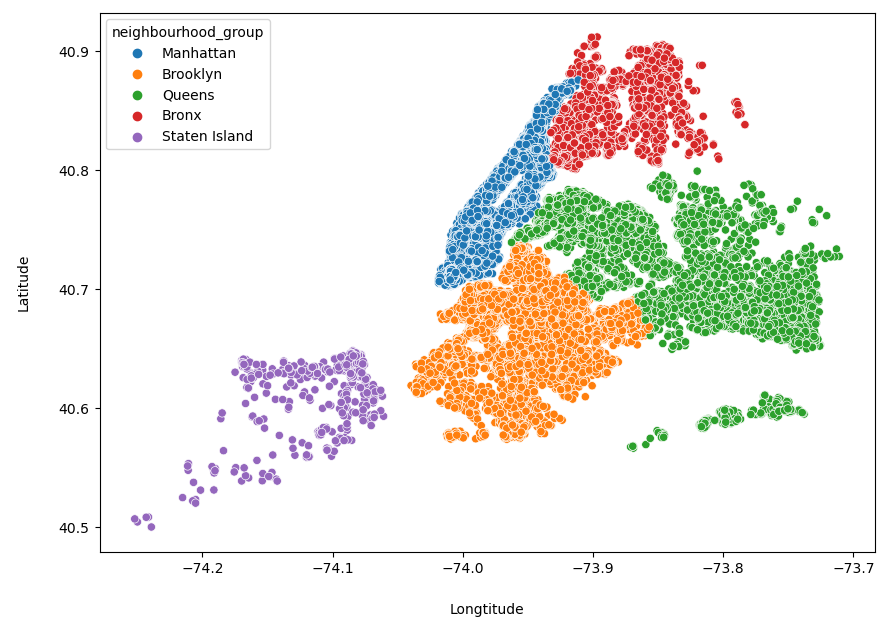 neighbourhood_group
Manhattan
Brooklyn
Queens
Bronx
Staten Island
40.9
40.8
40.7
40.6
40.5
Latitude
−74.2 −74.1 −74.0 −73.9 −73.8 −73.7
Longtitude